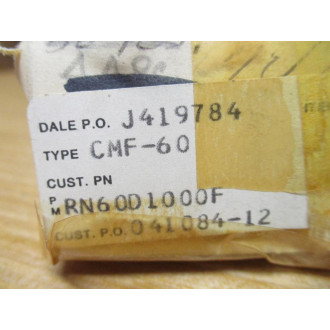 DALE P.O. J419784
TYPE CMF-60
CUST. PN
P
M RN60D1000F
CUST. P.O. 041084-12